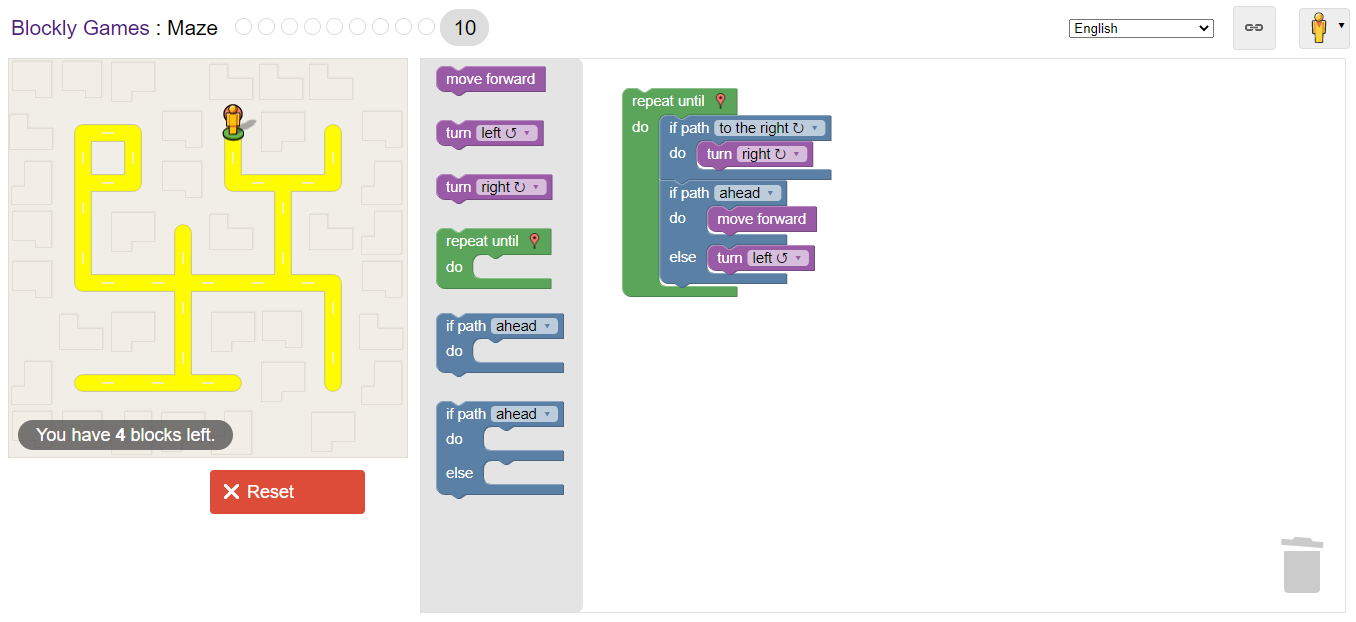 Blockly Games : Maze 10 English
move forward
turn left ↺
turn right ↻
repeat until
do
if path ahead
do
if path ahead
do
else
repeat until
do if path to the right ↻
do turn right ↻
if path ahead
do move forward
else turn left ↺
You have 4 blocks left.
Reset